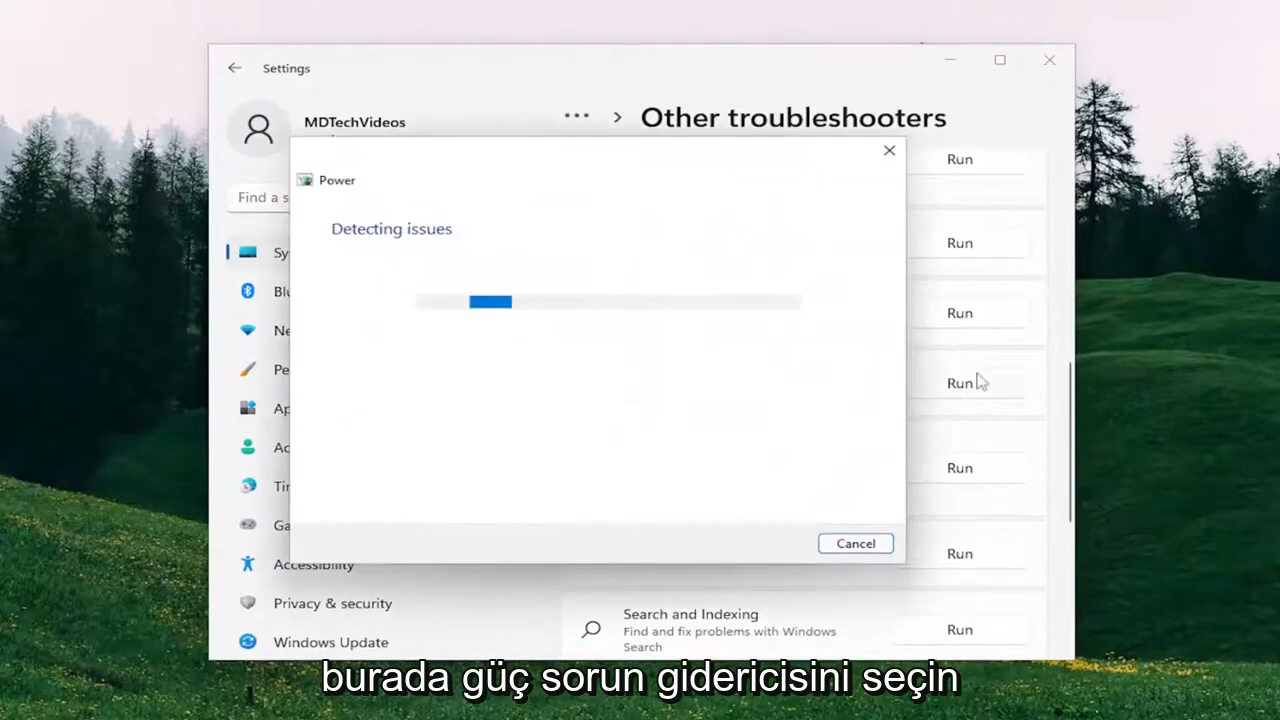 Settings
MDTechVideos
Other troubleshooters
Run
Power
Find a s
Detecting issues
Sy
Run
Blu
Ne
Run
Pe
Run
Ap
Ac
Run
Tir
Ga
Cancel
Run
Accessibility
Privacy & security
Search and Indexing
Find and fix problems with Windows
Search
Run
Windows Update
burada güç sorun gidericisini seçin